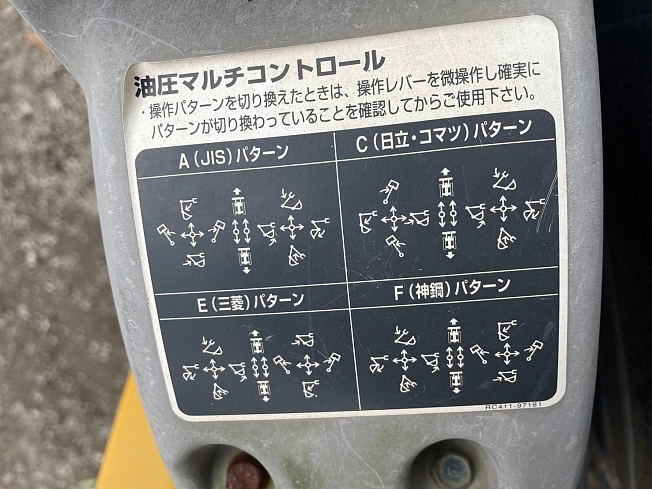 油圧マルチコントロール
・操作パターンを切り換えたときは、操作レバーを微操作し確実に
パターンが切り換わっていることを確認してからご使用下さい。
A(JIS)パターン
C(日立・コマツ)パターン
E(三菱)パターン
F(神鋼)パターン
RC411-97181